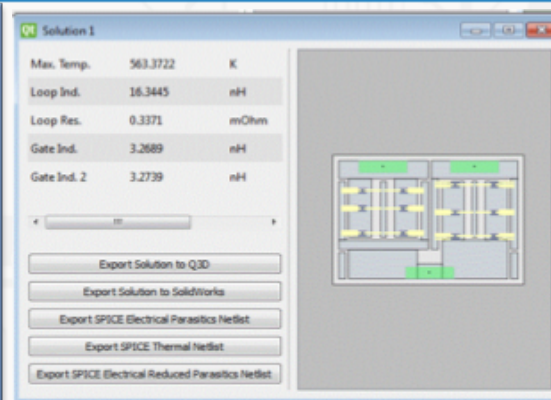 Qt Solution 1
Max. Temp. 563.3722 K
Loop Ind. 16.3445 nH
Loop Res. 0.3371 mOhm
Gate Ind. 3.2689 nH
Gate Ind. 2 3.2739 nH
Export Solution to Q3D
Export Solution to SolidWorks
Export SPICE Electrical Parasitics Netlist
Export SPICE Thermal Netlist
Export SPICE Electrical Reduced Parasitics Netlist